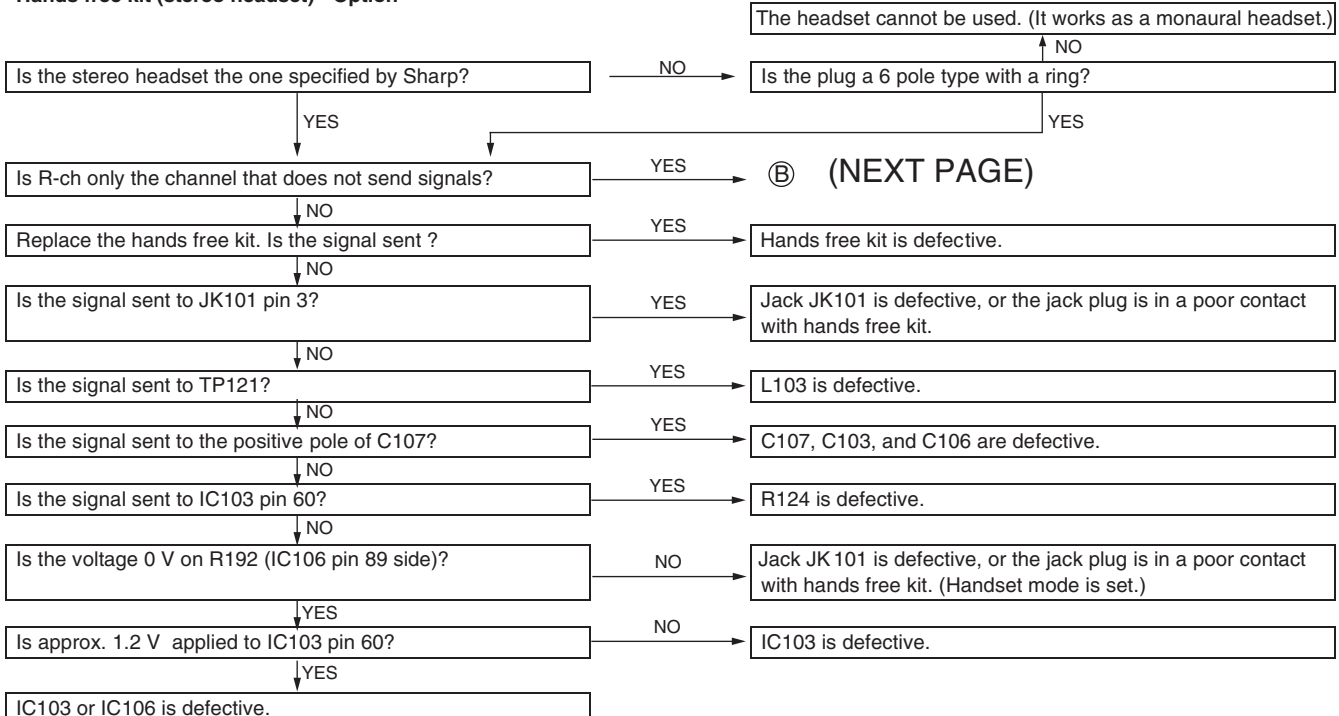 Hands free kit (stereo headset) - Option
The headset cannot be used. (It works as a monaural headset.)
NO
Is the stereo headset the one specified by Sharp?
NO
Is the plug a 6 pole type with a ring?
YES
YES
Is R-ch only the channel that does not send signals?
YES
Ⓑ (NEXT PAGE)
NO
Replace the hands free kit. Is the signal sent ?
YES
Hands free kit is defective.
NO
Is the signal sent to JK101 pin 3?
YES
Jack JK101 is defective, or the jack plug is in a poor contact
with hands free kit.
NO
Is the signal sent to TP121?
YES
L103 is defective.
NO
Is the signal sent to the positive pole of C107?
YES
C107, C103, and C106 are defective.
NO
Is the signal sent to IC103 pin 60?
YES
R124 is defective.
NO
Is the voltage 0 V on R192 (IC106 pin 89 side)?
NO
Jack JK101 is defective, or the jack plug is in a poor contact
with hands free kit. (Handset mode is set.)
YES
Is approx. 1.2 V applied to IC103 pin 60?
NO
IC103 is defective.
YES
IC103 or IC106 is defective.